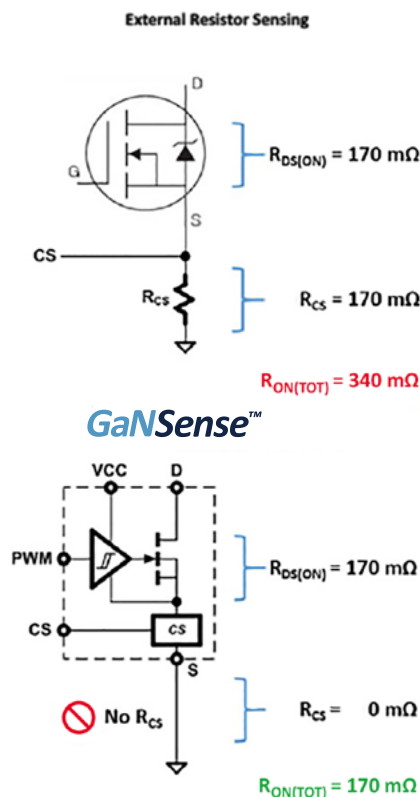 External Resistor Sensing
D
G
R_DS(ON) = 170 mΩ
S
CS
R_CS
R_CS = 170 mΩ
R_ON(TOT) = 340 mΩ
GaNSense™
VCC D
PWM
R_DS(ON) = 170 mΩ
CS
CS
S
No R_CS
R_CS = 0 mΩ
R_ON(TOT) = 170 mΩ